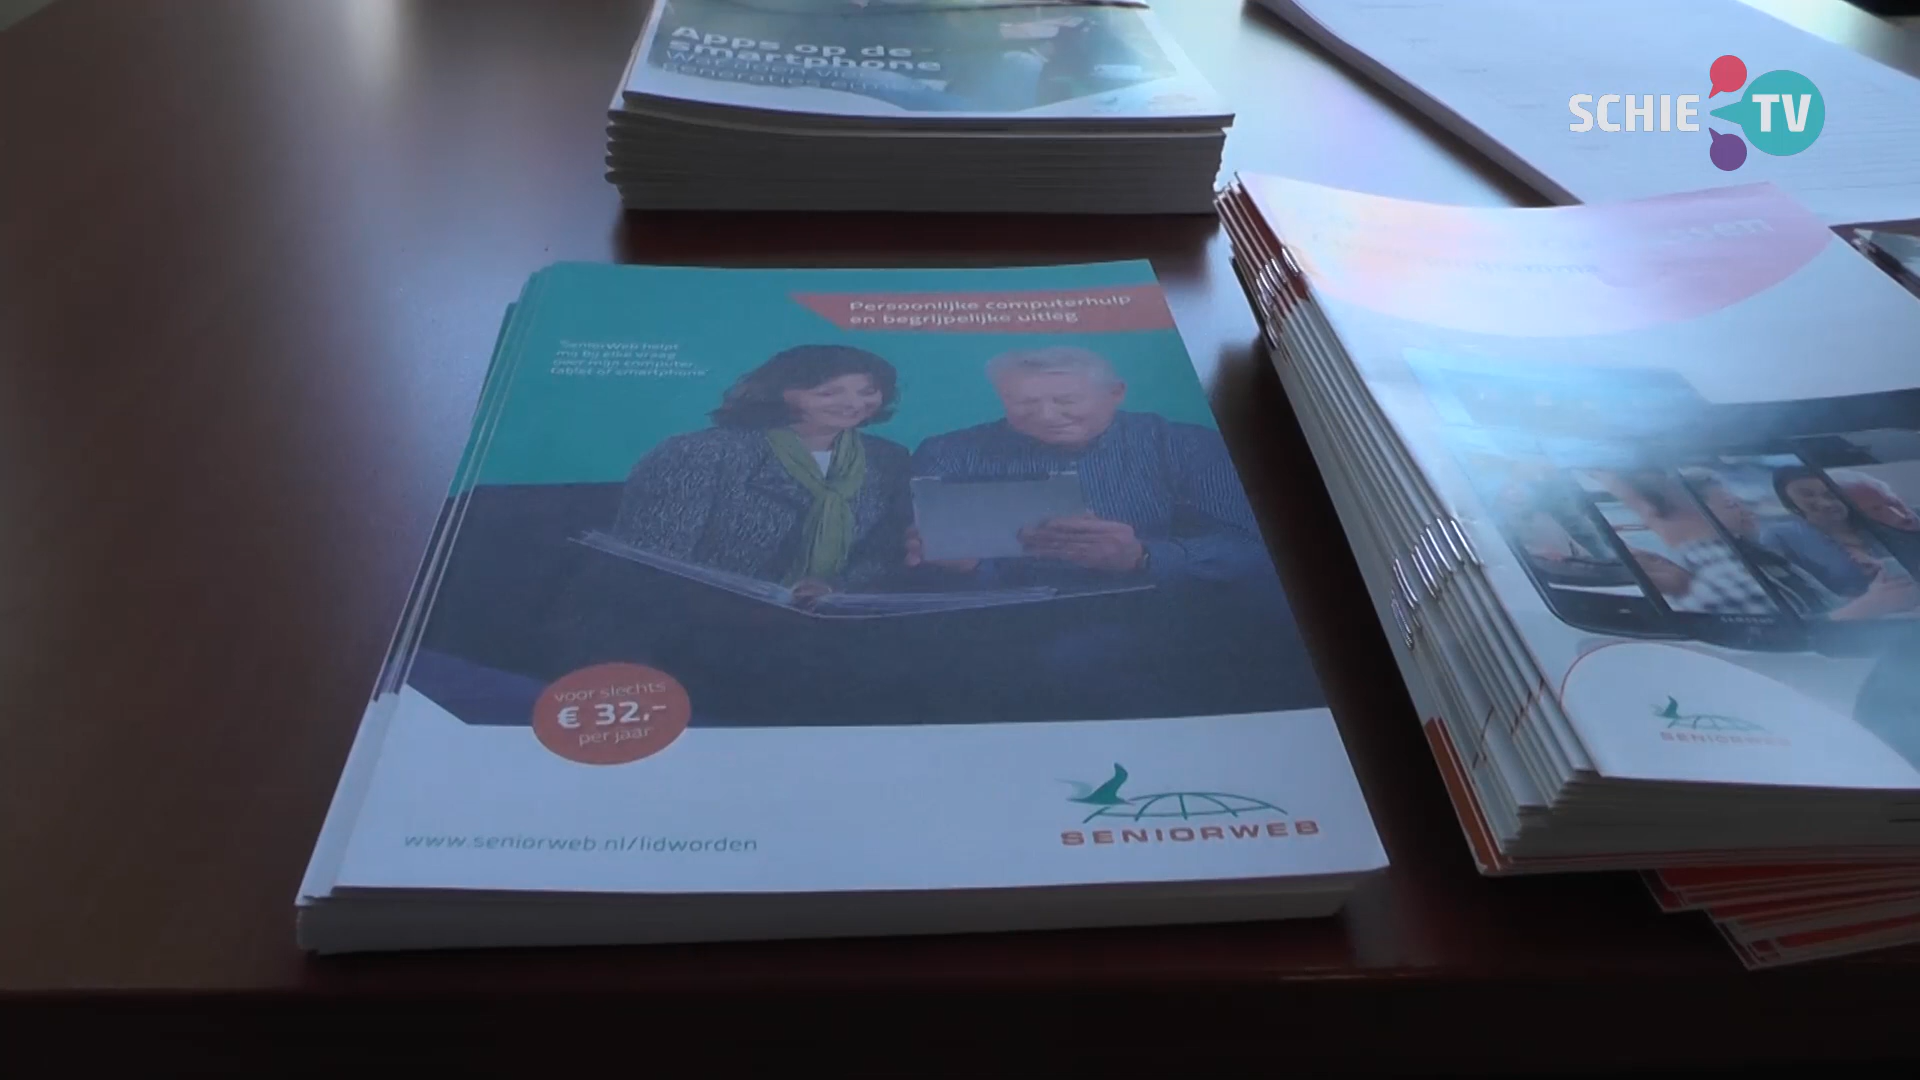 Apps op de
smartphone
SCHIE TV
Persoonlijke computerhulp
en begrijpelijke uitleg
"SeniorWeb helpt
mij bij elke vraag
over mijn computer,
tablet of smartphone"
voor slechts
€ 32,-
per jaar
www.seniorweb.nl/lidworden
SENIORWEB
SENIORWEB